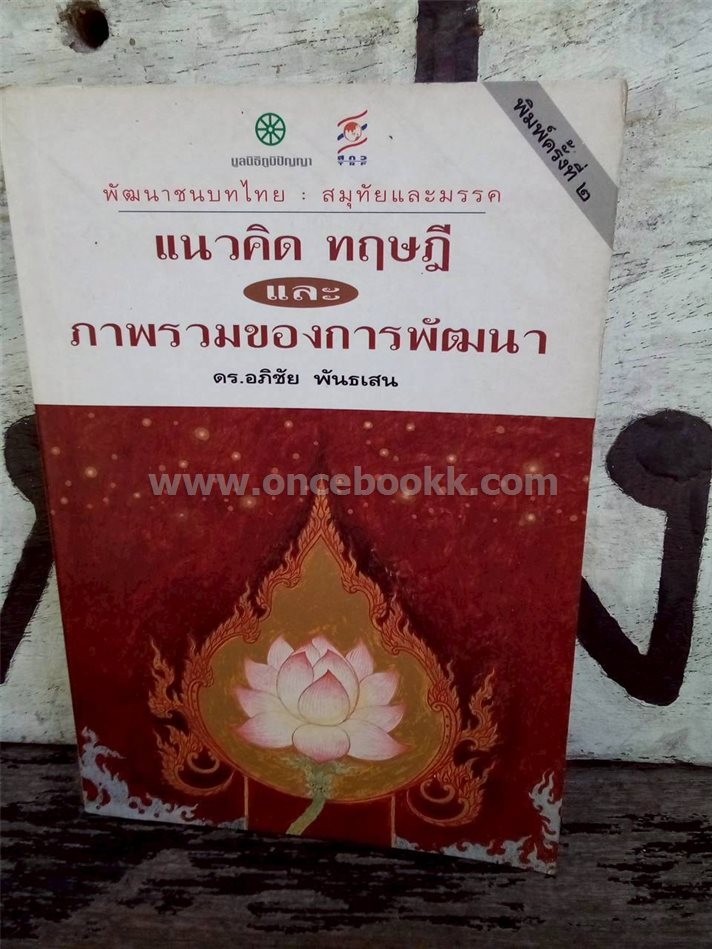 พิมพ์ครั้งที่ ๒
มูลนิธิภูมิปัญญา
สกว
TRF
พัฒนาชนบทไทย : สมุทัยและมรรค
แนวคิด ทฤษฎี
และ
ภาพรวมของการพัฒนา
ดร.อภิชัย พันธเสน
www.oncebookk.com